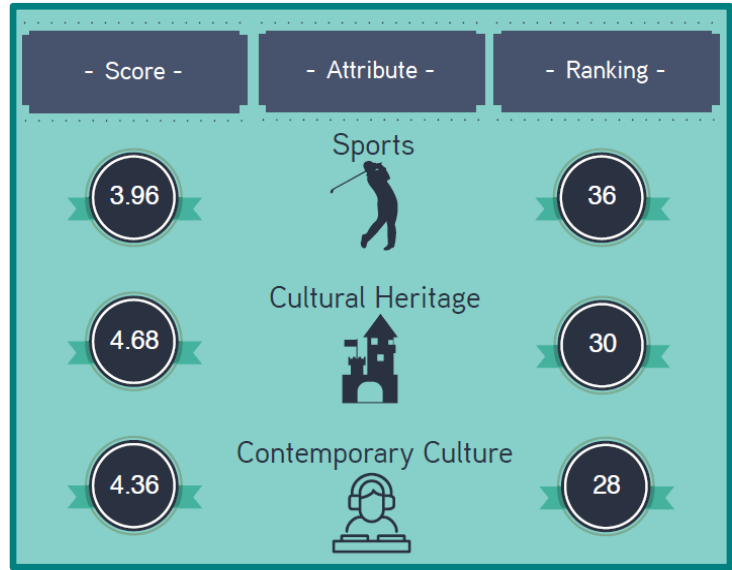 - Score -
- Attribute -
- Ranking -
Sports
3.96
36
Cultural Heritage
4.68
30
Contemporary Culture
4.36
28